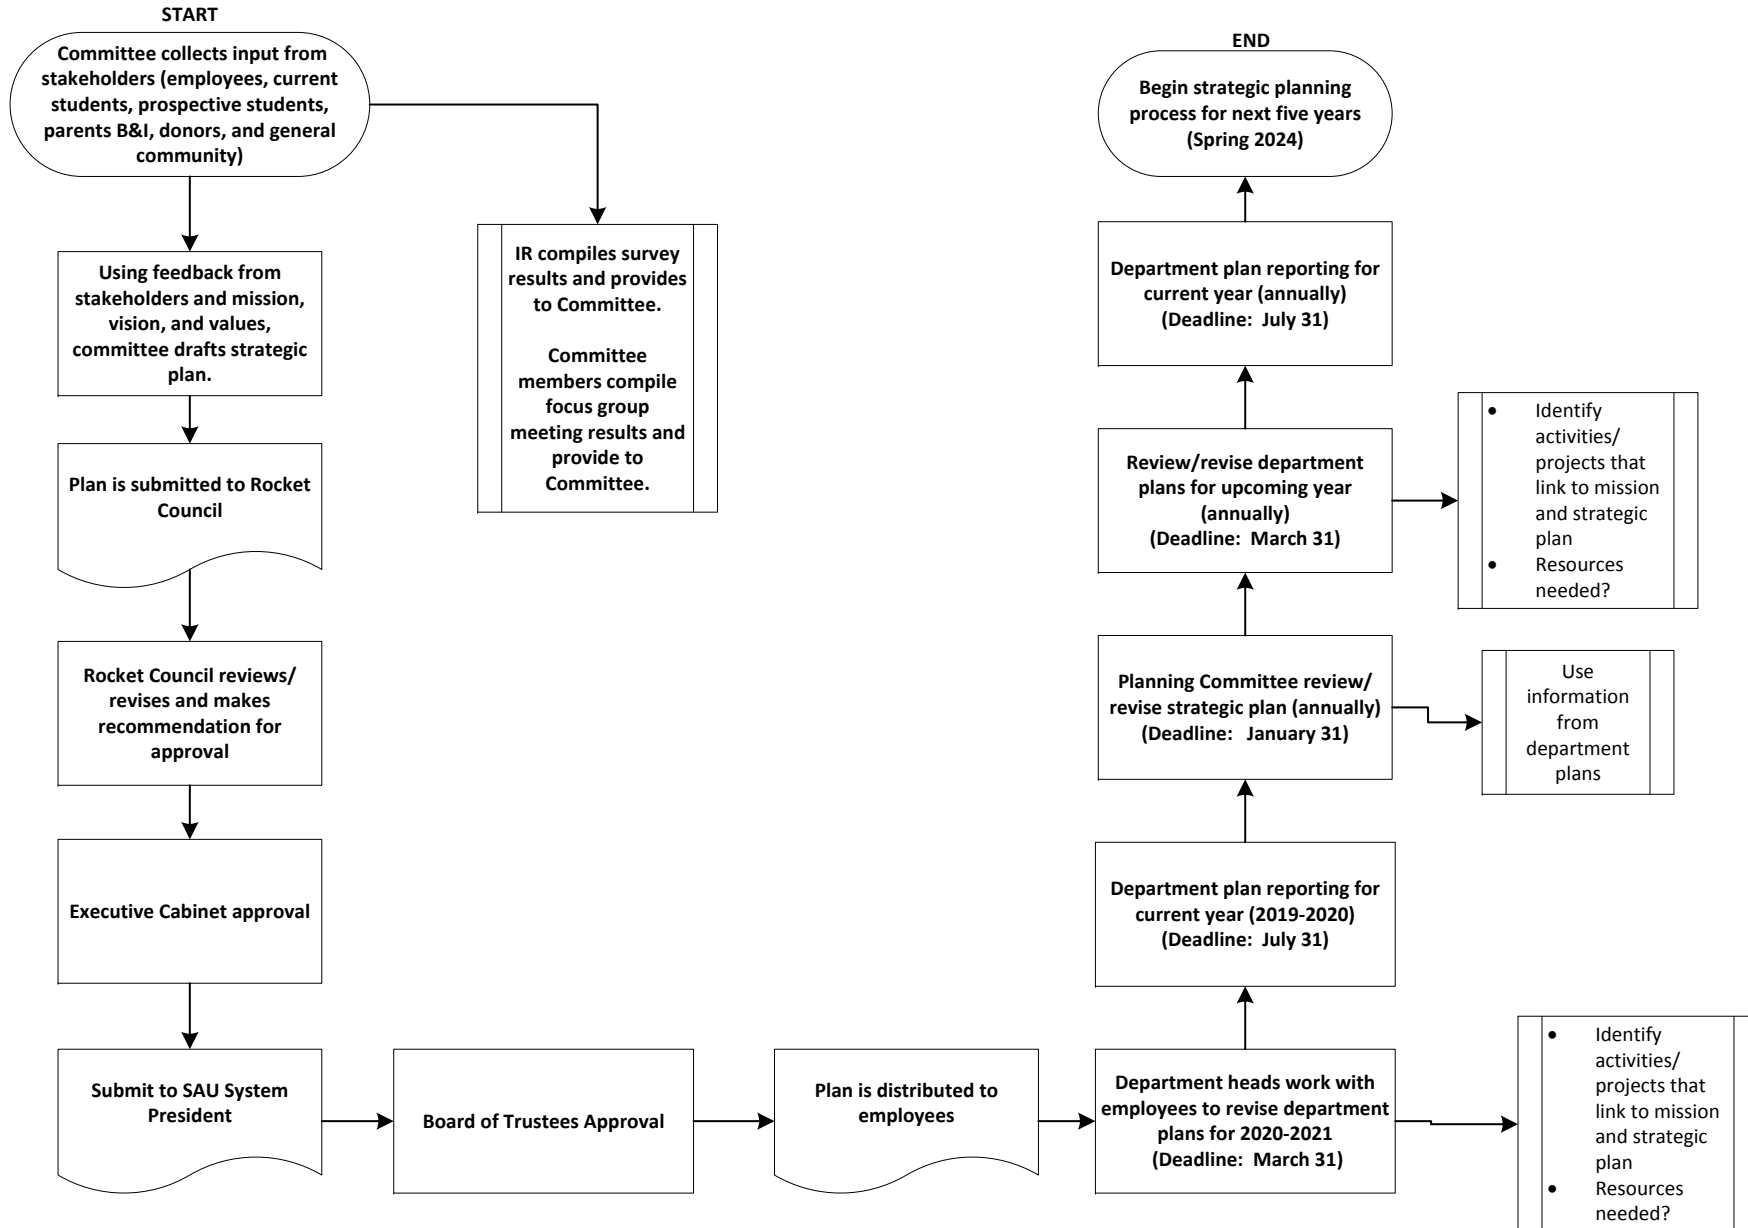 START
Committee collects input from
stakeholders (employees, current
students, prospective students,
parents B&I, donors, and general
community)
Using feedback from
stakeholders and mission,
vision, and values,
committee drafts strategic
plan.
IR compiles survey
results and provides
to Committee.
Committee
members compile
focus group
meeting results and
provide to
Committee.
Plan is submitted to Rocket
Council
Rocket Council reviews/
revises and makes
recommendation for
approval
Executive Cabinet approval
Submit to SAU System
President
Board of Trustees Approval
Plan is distributed to
employees
Department heads work with
employees to revise department
plans for 2020-2021
(Deadline:  March 31)
• Identify
activities/
projects that
link to mission
and strategic
plan
• Resources
needed?
Department plan reporting for
current year (2019-2020)
(Deadline:  July 31)
Planning Committee review/
revise strategic plan (annually)
(Deadline:   January 31)
Use
information
from
department
plans
Review/revise department
plans for upcoming year
(annually)
(Deadline:  March 31)
• Identify
activities/
projects that
link to mission
and strategic
plan
• Resources
needed?
Department plan reporting for
current year (annually)
(Deadline:  July 31)
END
Begin strategic planning
process for next five years
(Spring 2024)